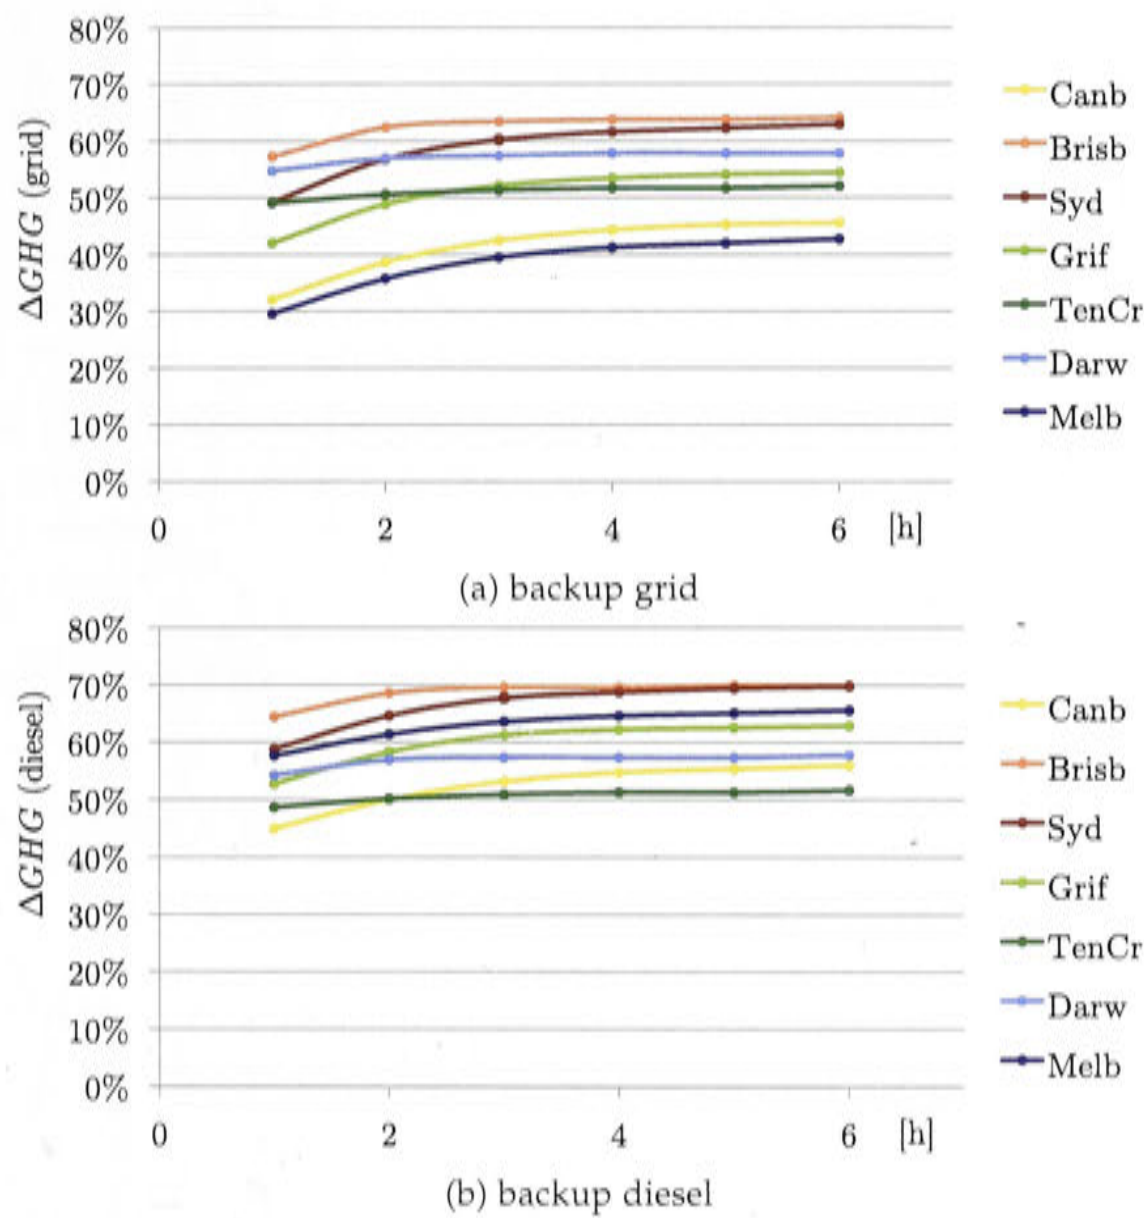 80%
70%
60%
50%
40%
30%
20%
10%
0%
ΔGHG (grid)
0 2 4 6 [h]
Canb
Brisb
Syd
Grif
TenCr
Darw
Melb
(a) backup grid
80%
70%
60%
50%
40%
30%
20%
10%
0%
ΔGHG (diesel)
0 2 4 6 [h]
Canb
Brisb
Syd
Grif
TenCr
Darw
Melb
(b) backup diesel